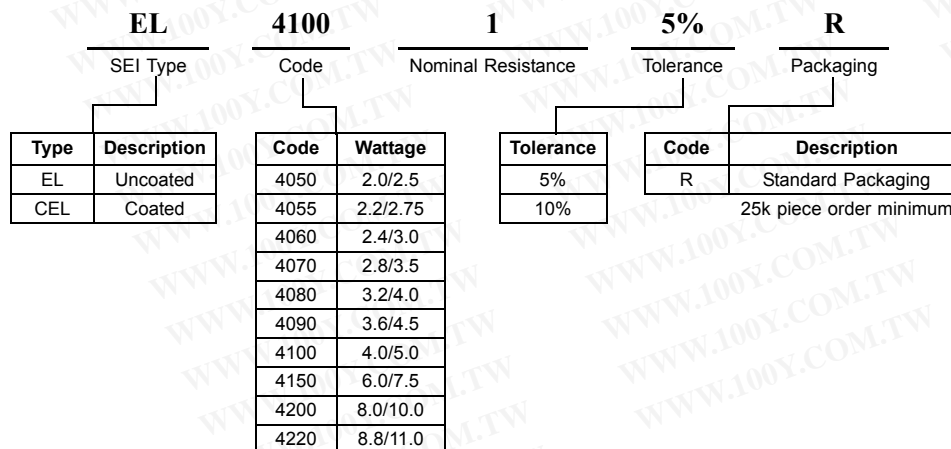 EL 4100 1 5% R
SEI Type Code Nominal Resistance Tolerance Packaging
Type Description
EL Uncoated
CEL Coated
Code Wattage
4050 2.0/2.5
4055 2.2/2.75
4060 2.4/3.0
4070 2.8/3.5
4080 3.2/4.0
4090 3.6/4.5
4100 4.0/5.0
4150 6.0/7.5
4200 8.0/10.0
4220 8.8/11.0
Tolerance
5%
10%
Code Description
R Standard Packaging
25k piece order minimum
WWW.100Y.COM.TW